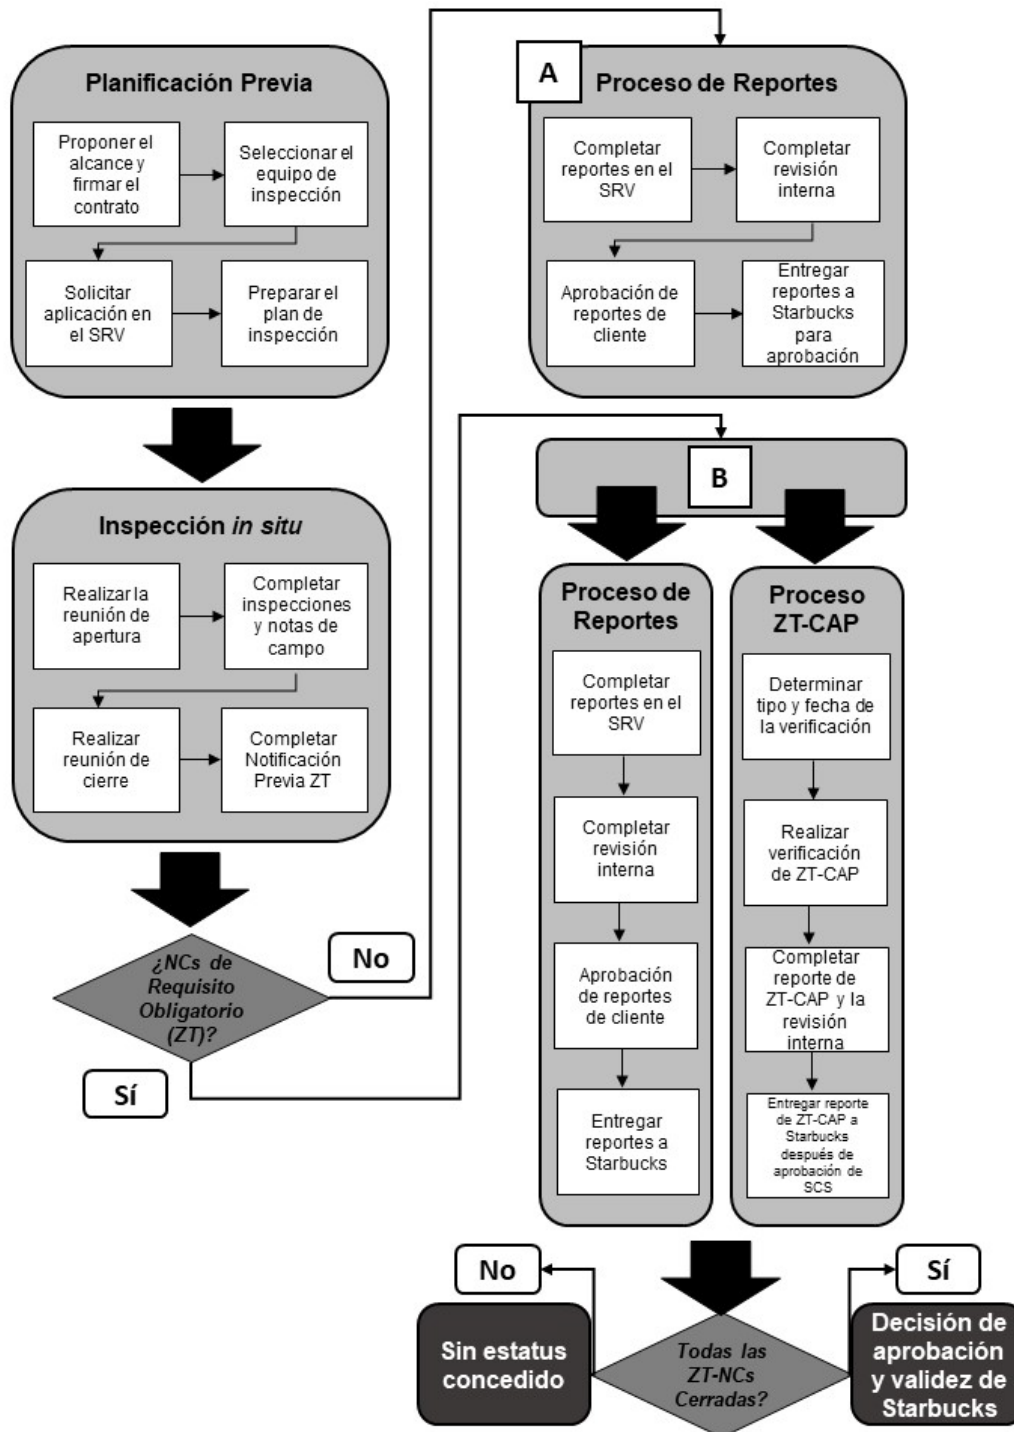 Planificación Previa
Proponer el
alcance y
firmar el
contrato
Seleccionar el
equipo de
inspección
Solicitar
aplicación en
el SRV
Preparar el
plan de
inspección
Inspección in situ
Realizar la
reunión de
apertura
Completar
inspecciones
y notas de
campo
Realizar
reunión de
cierre
Completar
Notificación
Previa ZT
¿NCs de
Requisito
Obligatorio
(ZT)?
No
Sí
A
Proceso de Reportes
Completar
reportes en el
SRV
Completar
revisión
interna
Aprobación de
reportes de
cliente
Entregar
reportes a
Starbucks
para
aprobación
B
Proceso de
Reportes
Completar
reportes en el
SRV
Completar
revisión
interna
Aprobación
de reportes
de cliente
Entregar
reportes a
Starbucks
Proceso
ZT-CAP
Determinar
tipo y fecha de
la verificación
Realizar
verificación
de ZT-CAP
Completar
reporte de
ZT-CAP y la
revisión
interna
Entregar reporte
de ZT-CAP a
Starbucks
después de
aprobación de
SCS
No
Sí
Sin estatus
concedido
Todas las
ZT-NCs
Cerradas?
Decisión de
aprobación
y validez de
Starbucks